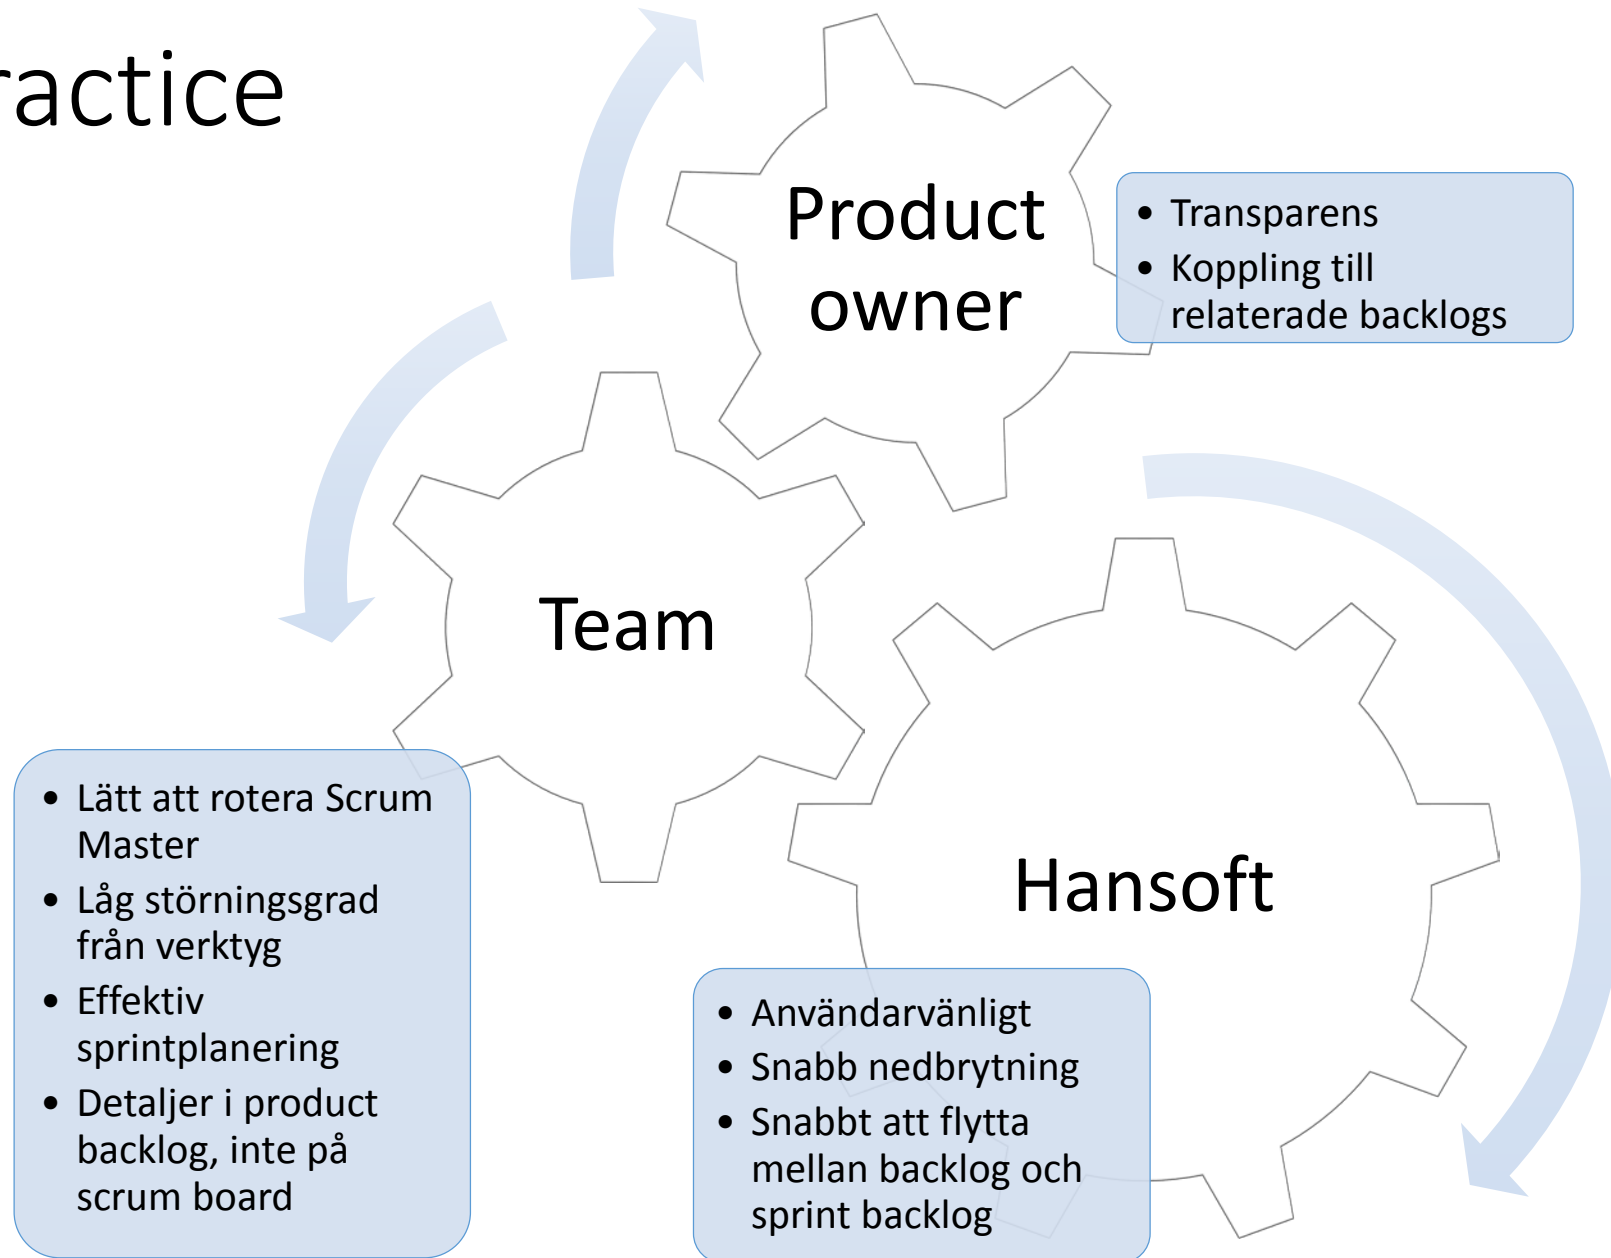 ractice
Product
owner
• Transparens
• Koppling till
relaterade backlogs
Team
• Lätt att rotera Scrum
Master
• Låg störningsgrad
från verktyg
• Effektiv
sprintplanering
• Detaljer i product
backlog, inte på
scrum board
Hansoft
• Användarvänligt
• Snabb nedbrytning
• Snabbt att flytta
mellan backlog och
sprint backlog